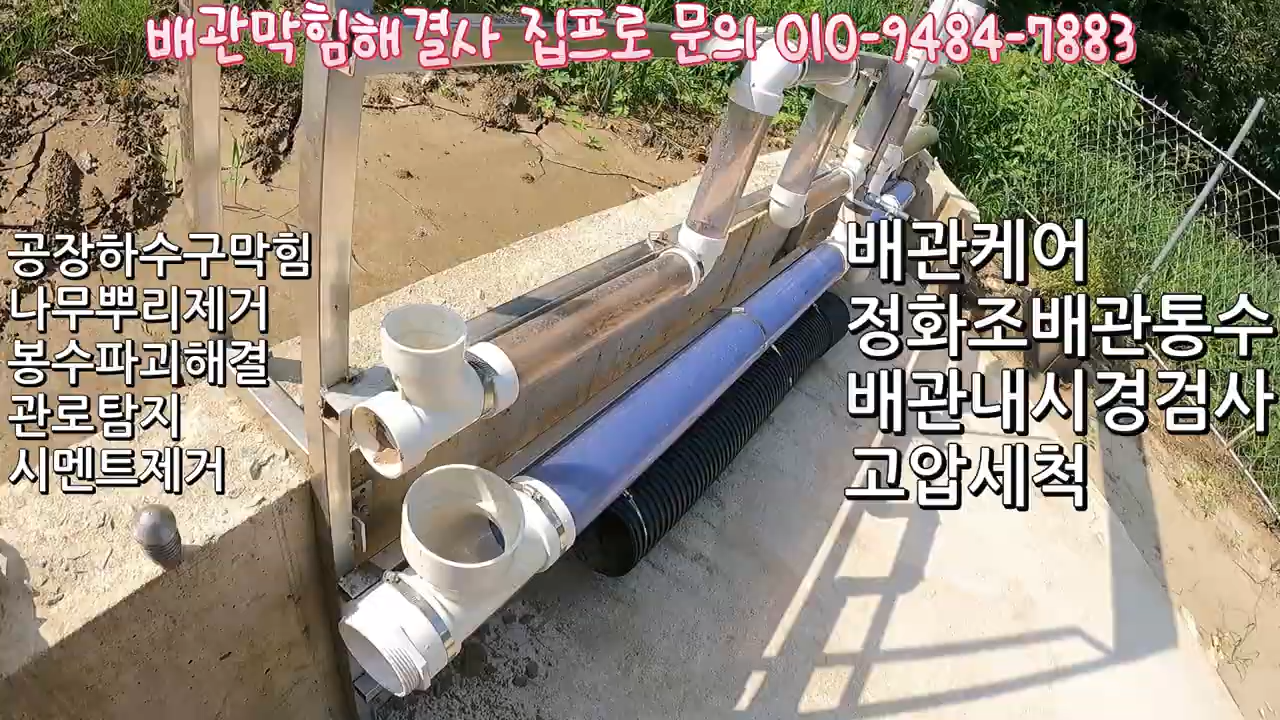 배관막힘해결사 집프로 문의 010-9484-7883
공장하수구막힘
나무뿌리제거
봉수파괴해결
관로탐지
시멘트제거
배관케어
정화조배관통수
배관내시경검사
고압세척